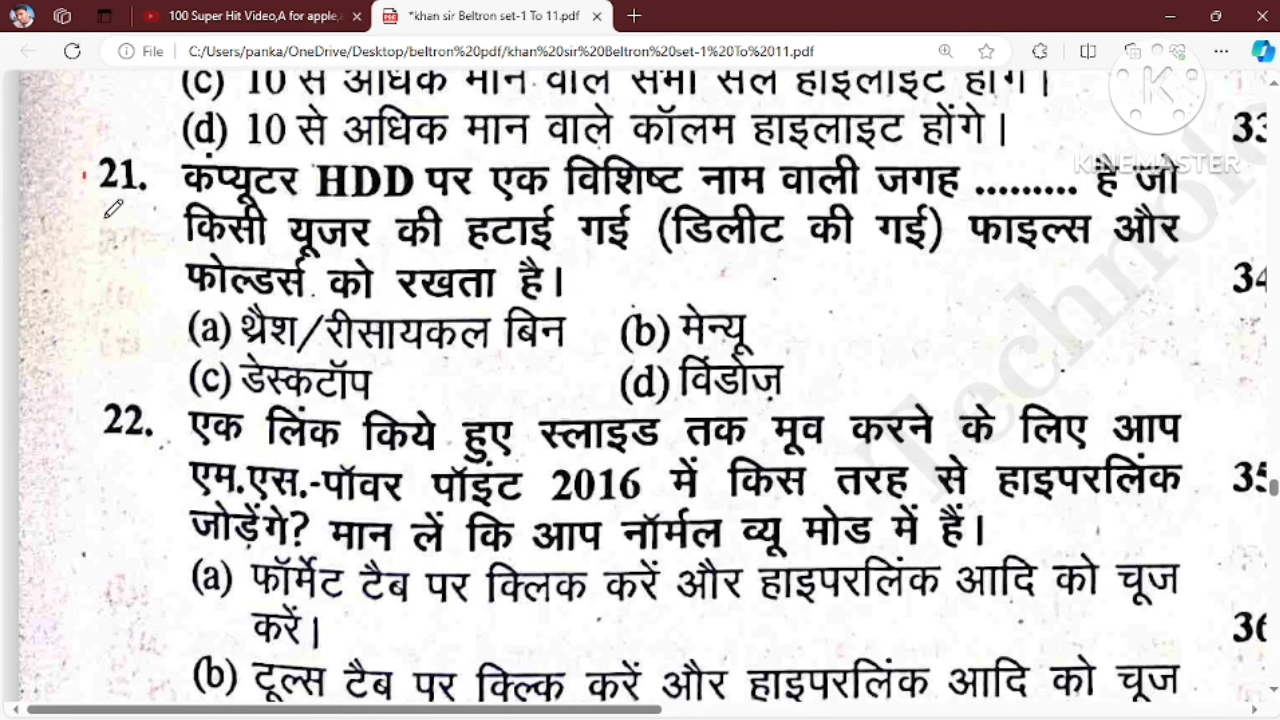 100 Super Hit Video,A for apple,
*khan sir Beltron set-1 To 11.pdf
File C:/Users/panka/OneDrive/Desktop/beltron%20pdf/khan%20sir%20Beltron%20set-1%20To%2011.pdf
(c) 10 से अधिक मान वाले सभी सेल हाइलाइट होंगे।
(d) 10 से अधिक मान वाले कॉलम हाइलाइट होंगे। 33
K
KINEMASTER
21. कंप्यूटर HDD पर एक विशिष्ट नाम वाली जगह ......... है जो
किसी यूजर की हटाई गई (डिलीट की गई) फाइल्स और
फोल्डर्स को रखता है। 34
(a) थ्रैश/रीसायकल बिन (b) मेन्यू
(c) डेस्कटॉप (d) विंडोज़
22. एक लिंक किये हुए स्लाइड तक मूव करने के लिए आप
एम.एस.-पॉवर पॉइंट 2016 में किस तरह से हाइपरलिंक 35
जोड़ेंगे? मान लें कि आप नॉर्मल व्यू मोड में हैं।
(a) फॉर्मेट टैब पर क्लिक करें और हाइपरलिंक आदि को चूज
करें। 36
(b) टूल्स टैब पर क्ल्कि करें और हाइपरलिंक आदि को चूज